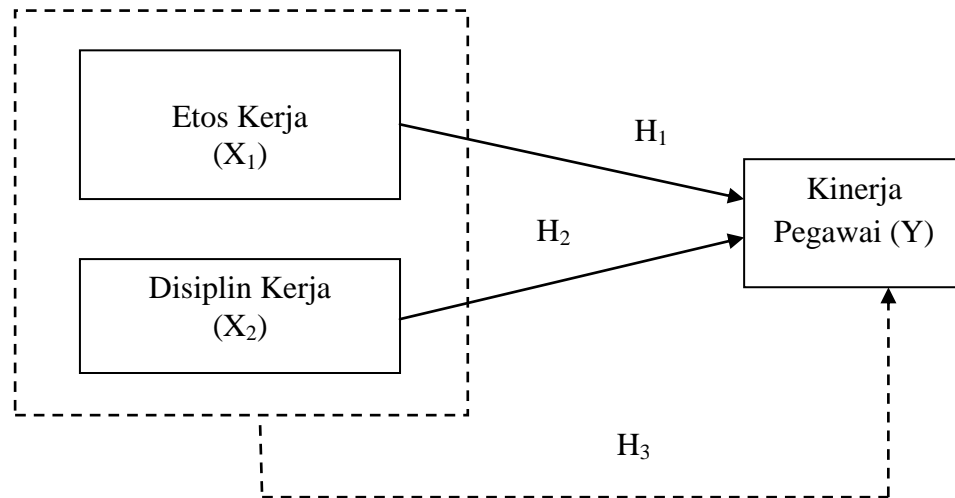 Etos Kerja
(X₁)
H₁
Kinerja
Pegawai (Y)
H₂
Disiplin Kerja
(X₂)
H₃